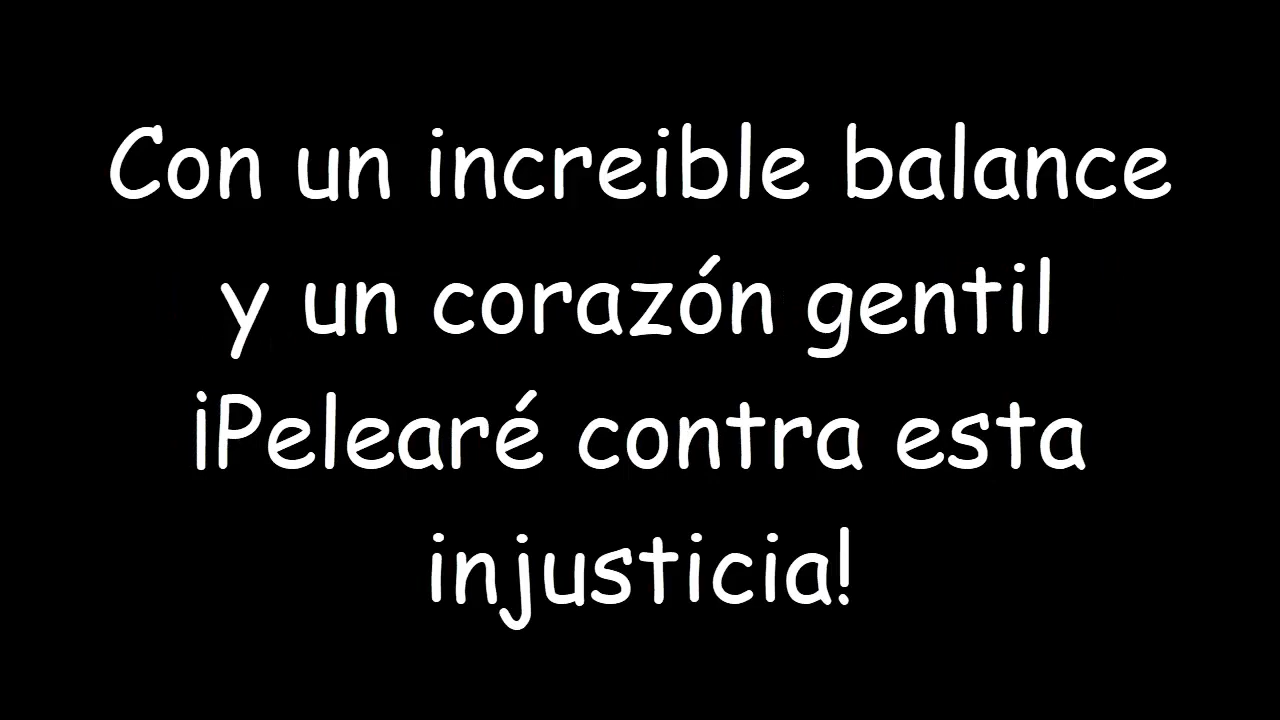 Con un increible balance
y un corazón gentil
¡Pelearé contra esta
injusticia!